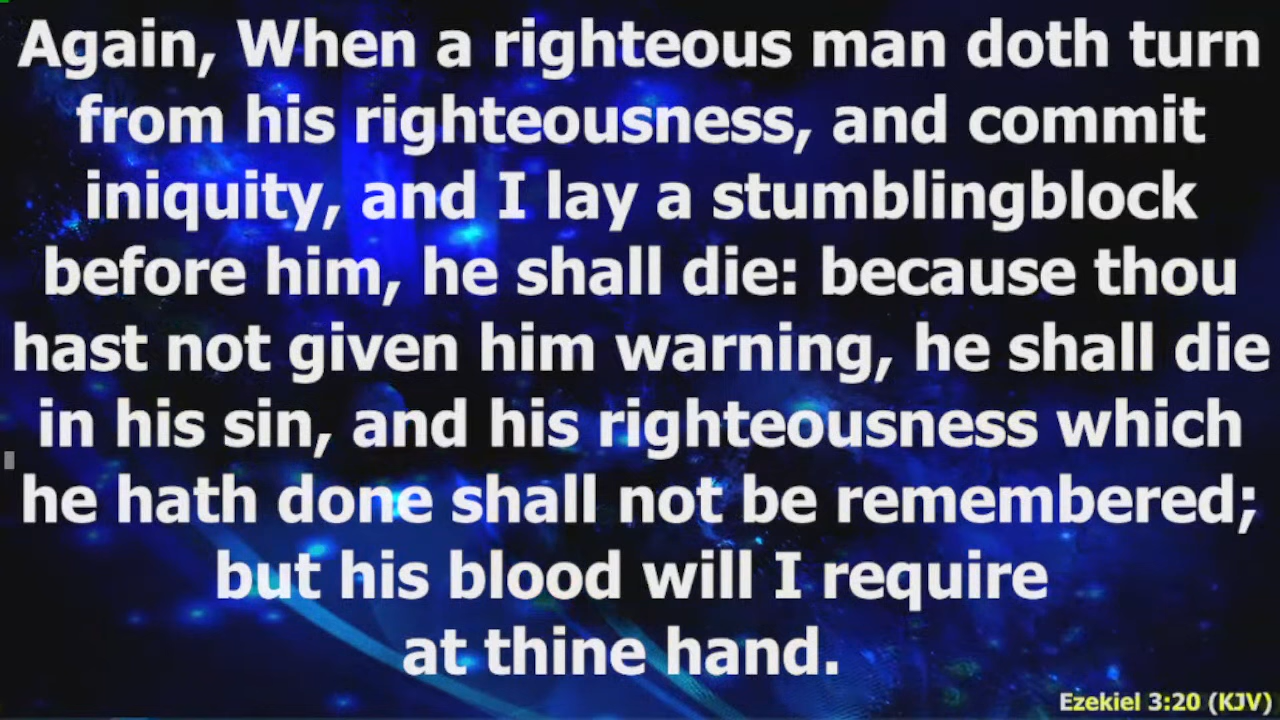 Again, When a righteous man doth turn
from his righteousness, and commit
iniquity, and I lay a stumblingblock
before him, he shall die: because thou
hast not given him warning, he shall die
in his sin, and his righteousness which
he hath done shall not be remembered;
but his blood will I require
at thine hand.
Ezekiel 3:20 (KJV)